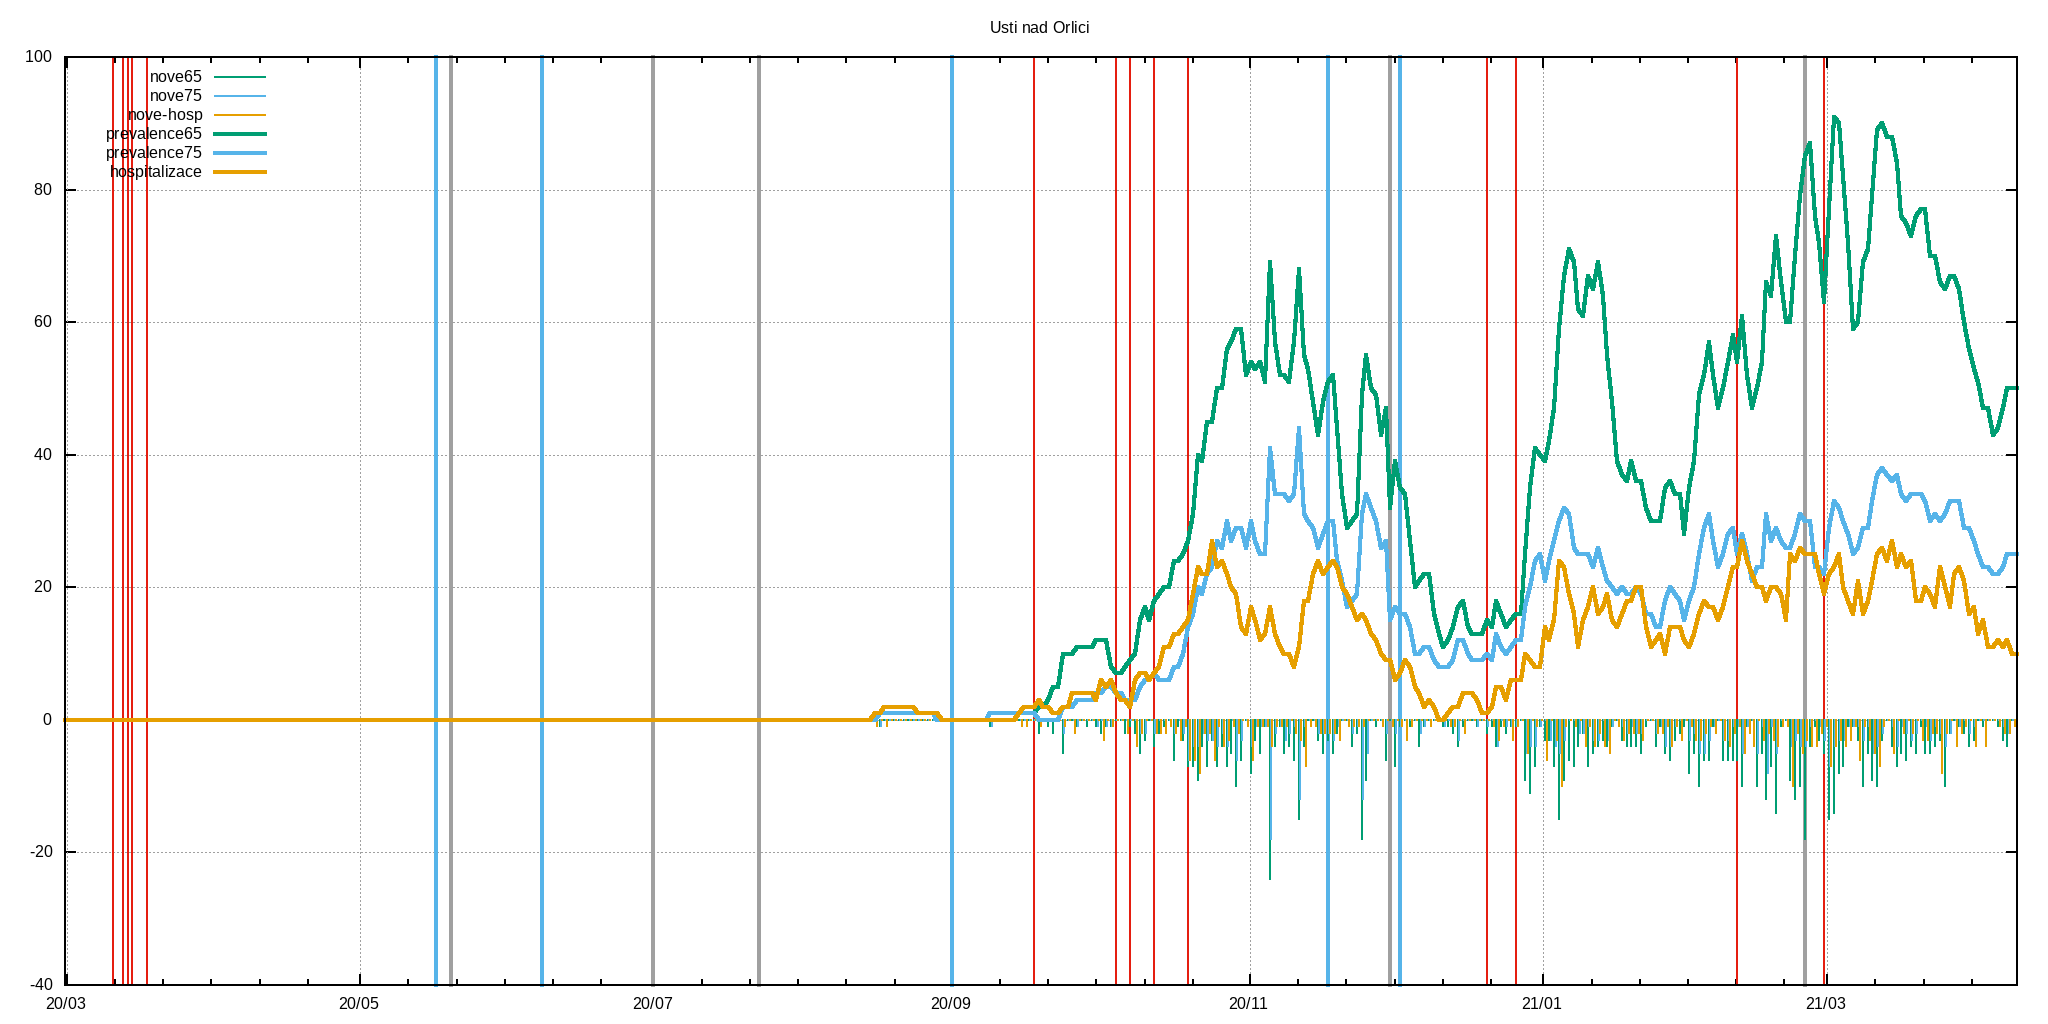 Usti nad Orlici
100
80
60
40
20
0
-20
-40
nove65
nove75
nove-hosp
prevalence65
prevalence75
hospitalizace
20/03
20/05
20/07
20/09
20/11
21/01
21/03